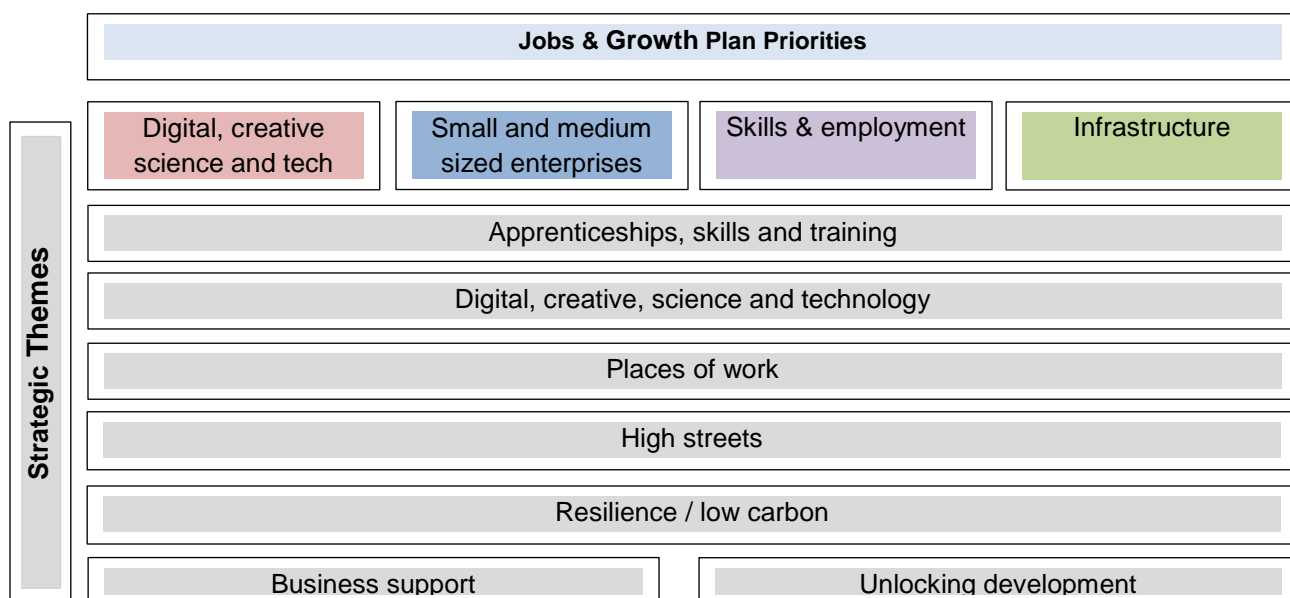 Jobs & Growth Plan Priorities
Digital, creative
science and tech
Small and medium
sized enterprises
Skills & employment
Infrastructure
Strategic Themes
Apprenticeships, skills and training
Digital, creative, science and technology
Places of work
High streets
Resilience / low carbon
Business support
Unlocking development